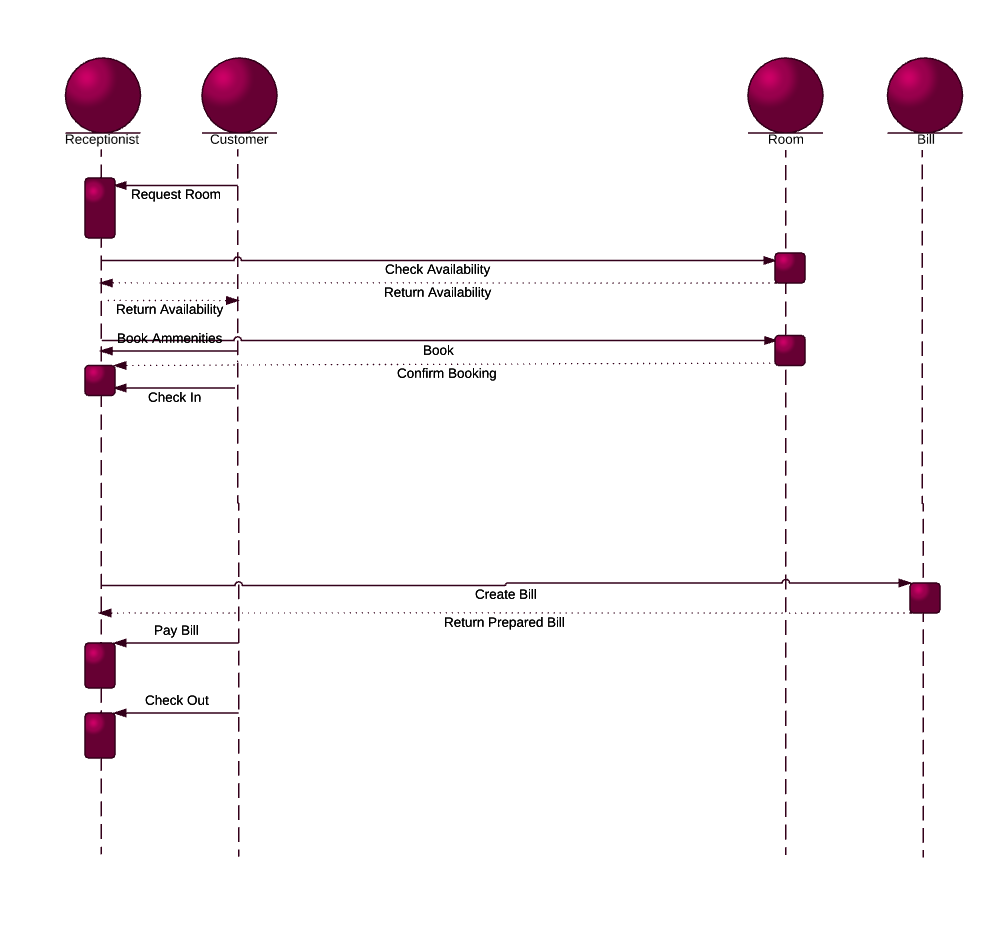 Receptionist
Customer
Room
Bill
Request Room
Check Availability
Return Availability
Return Availability
Book Ammenities
Book
Confirm Booking
Check In
Create Bill
Return Prepared Bill
Pay Bill
Check Out